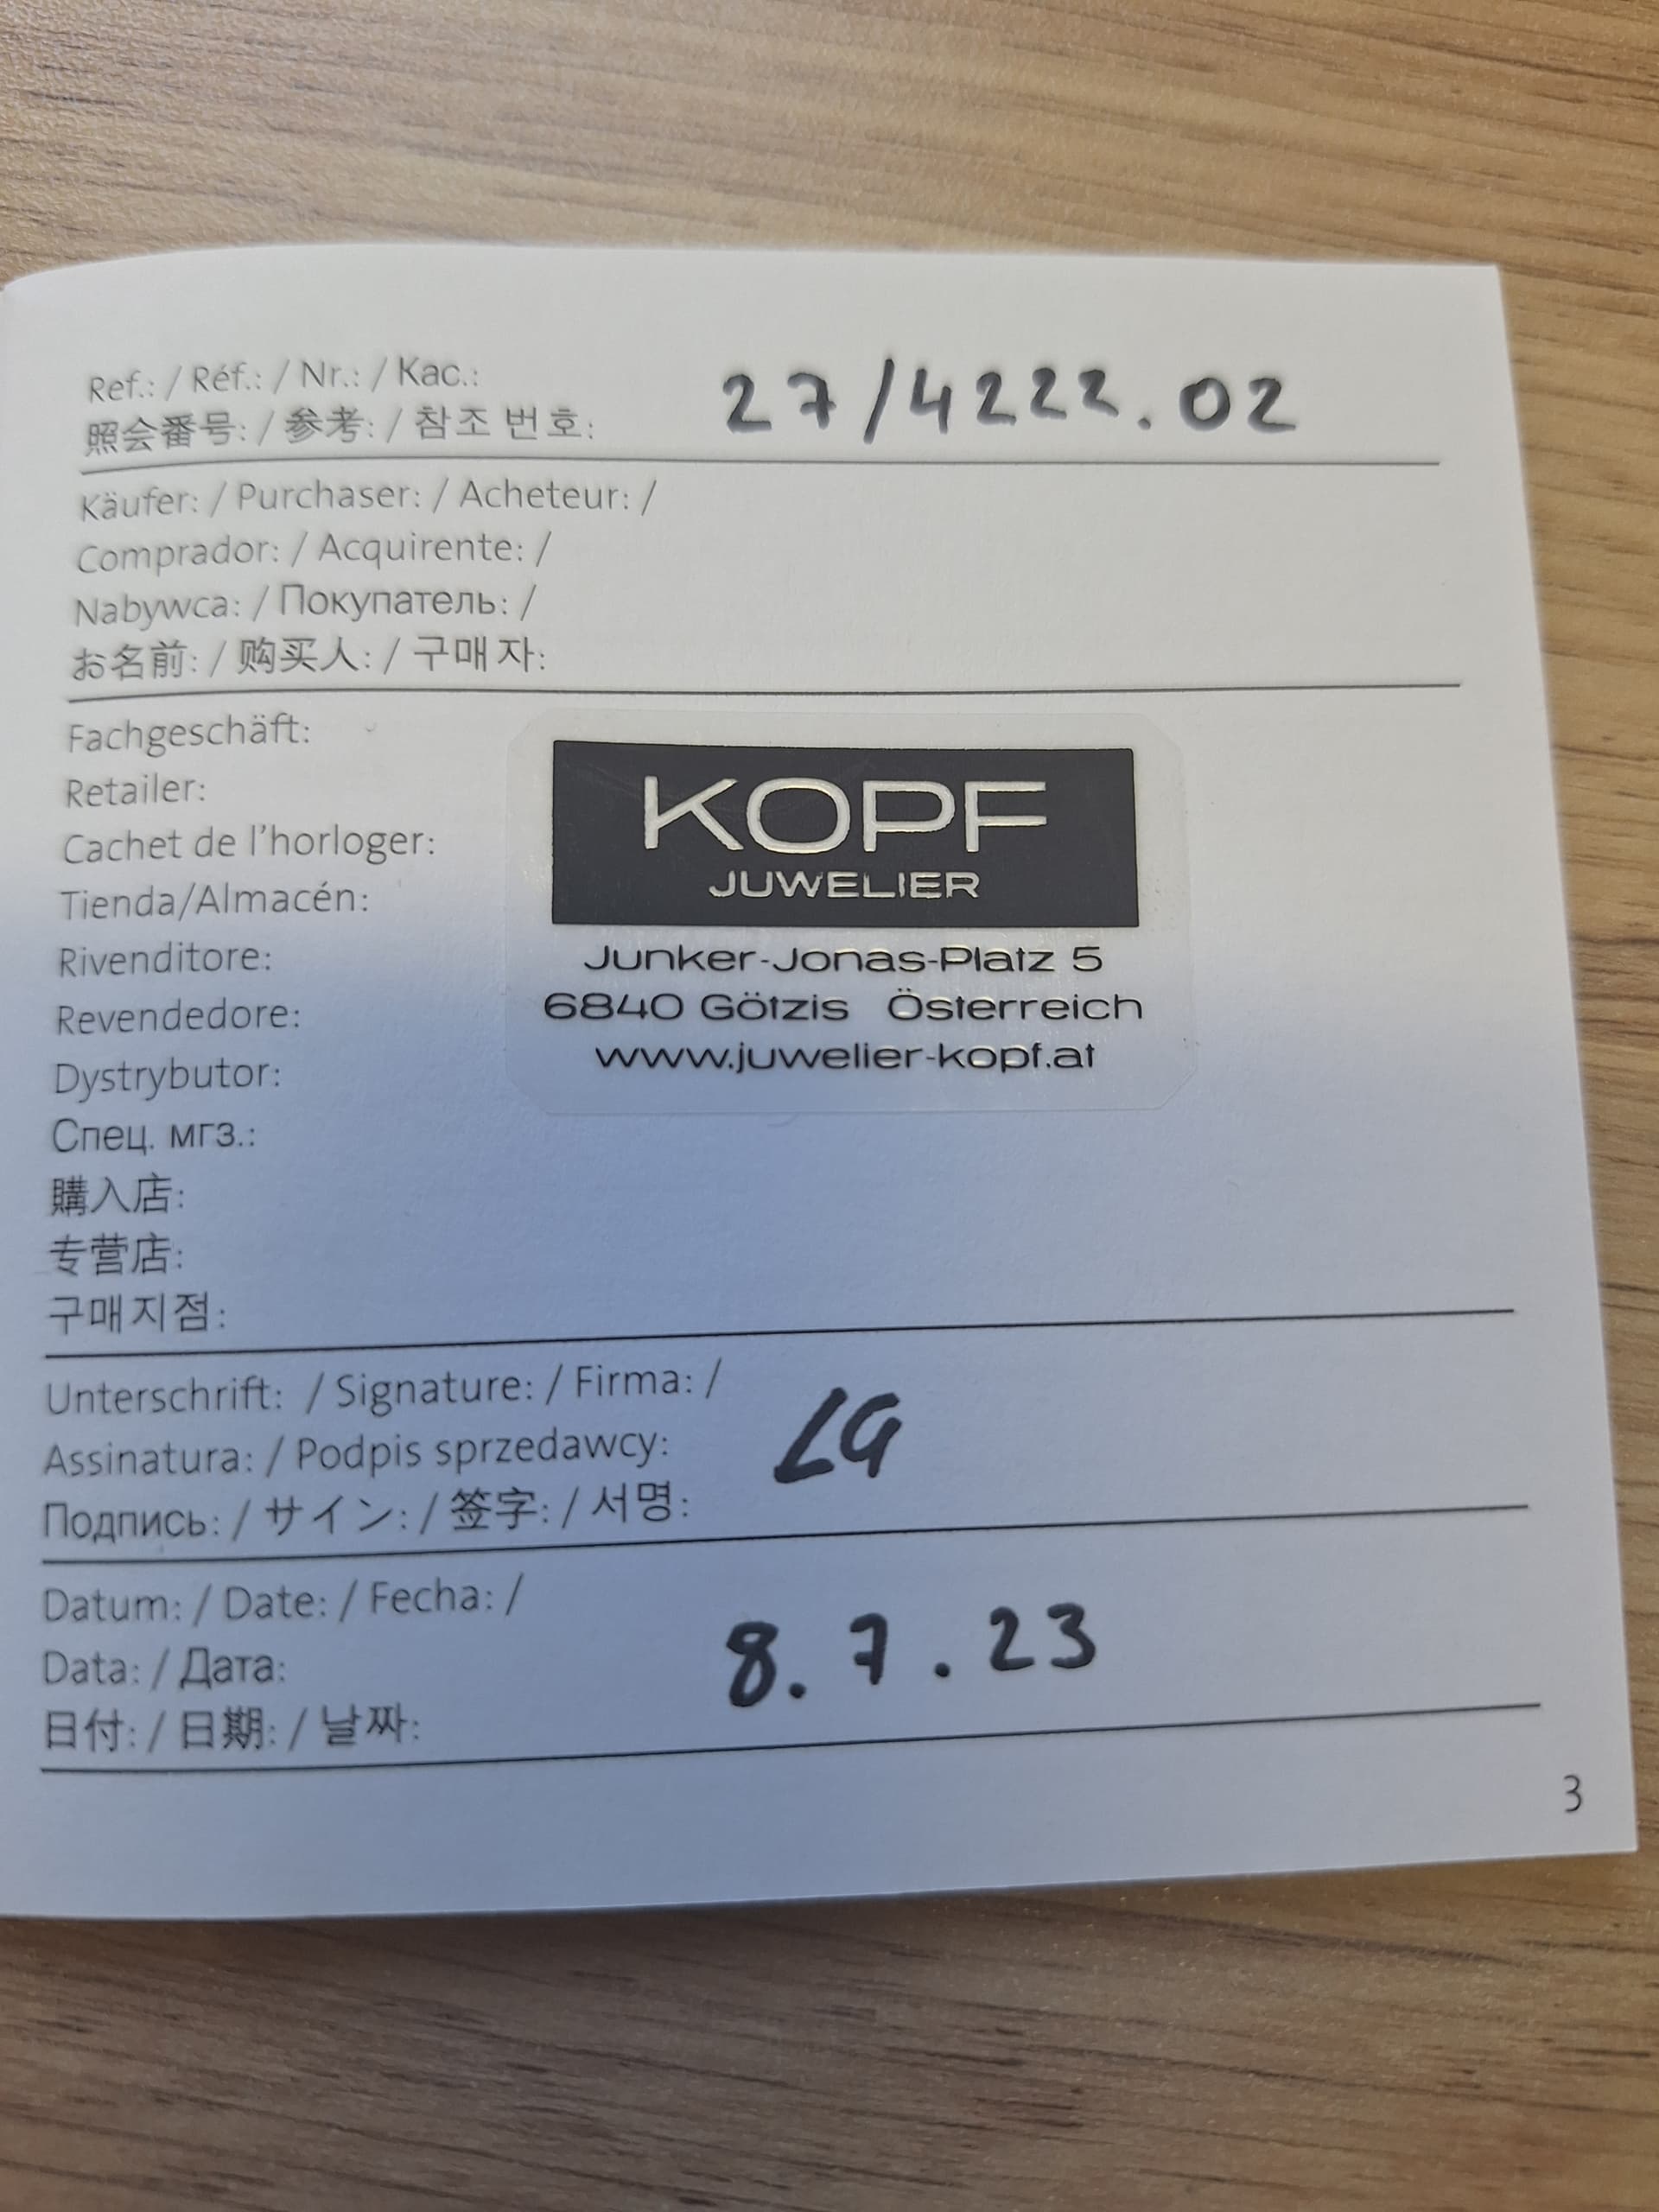 Ref.: / Réf.: / Nr.: / Кас.:
照会番号: / 参考: / 참조 번호: 27/4222.02
Käufer: / Purchaser: / Acheteur: /
Comprador: / Acquirente: /
Nabywca: / Покупатель: /
お名前: / 购买人: / 구매자:
Fachgeschäft:
Retailer:
Cachet de l'horloger:
Tienda/Almacén:
Rivenditore:
Revendedore:
Dystrybutor:
Спец. мгз.:
購入店:
专营店:
구매지점:
KOPF
JUWELIER
Junker-Jonas-Platz 5
6840 Götzis Österreich
www.juwelier-kopf.at
Unterschrift: / Signature: / Firma: /
Assinatura: / Podpis sprzedawcy:
Подпись: / サイン: / 签字: / 서명:
LG
Datum: / Date: / Fecha: /
Data: / Дата:
日付: / 日期: / 날짜:
8.7.23
3